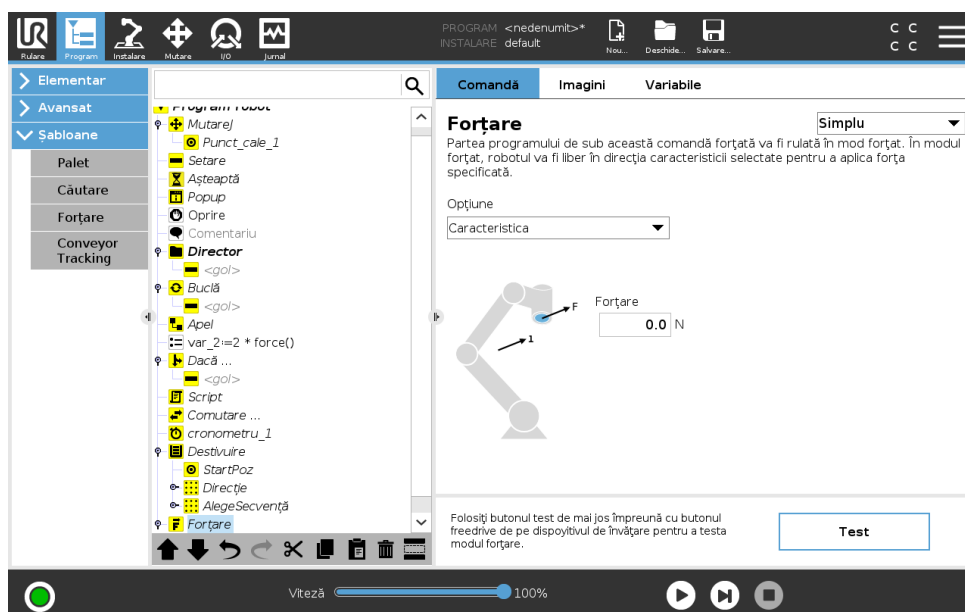 UR
Rulare
Program
Instalare
Mutare
I/O
Jurnal
PROGRAM <nedenumit>*
INSTALARE default
Nou...
Deschide...
Salvare...
C C
C C
Elementar
Avansat
Șabloane
Palet
Căutare
Forțare
Conveyor
Tracking
Program robot
MutareJ
Punct_cale_1
Setare
Așteaptă
Popup
Oprire
Comentariu
Director
<gol>
Buclă
<gol>
Apel
var_2:=2 * force()
Dacă ...
<gol>
Script
Comutare ...
cronometru_1
Destivuire
StartPoz
Direcție
AlegeSecvență
Forțare
Comandă
Imagini
Variabile
Forțare
Simplu
Partea programului de sub această comandă forțată va fi rulată în mod forțat. În modul
forțat, robotul va fi liber în direcția caracteristicii selectate pentru a aplica forța
specificată.
Opțiune
Caracteristica
F
1
Forțare
0.0 N
Folosiți butonul test de mai jos împreună cu butonul
freedrive de pe dispoyitivul de învățare pentru a testa
modul forțare.
Test
Viteză
100%